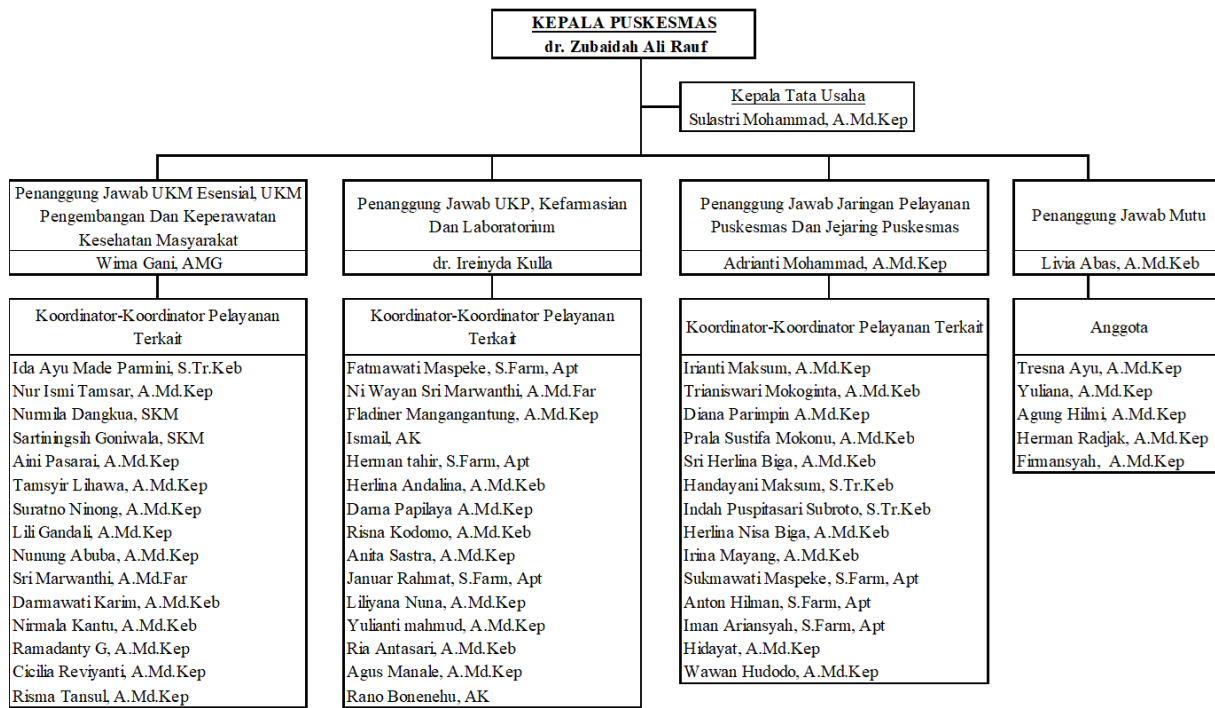 KEPALA PUSKESMAS
dr. Zubaidah Ali Rauf
Kepala Tata Usaha
Sulastri Mohammad, A.Md.Kep
Penanggung Jawab UKM Esensial, UKM
Pengembangan Dan Keperawatan
Kesehatan Masyarakat
Wirna Gani, AMG
Koordinator-Koordinator Pelayanan
Terkait
Ida Ayu Made Parmini, S.Tr.Keb
Nur Ismi Tamsar, A.Md.Kep
Nurmila Dangkua, SKM
Sartiningsih Goniwala, SKM
Aini Pasarai, A.Md.Kep
Tamsyir Lihawa, A.Md.Kep
Suratno Ninong, A.Md.Kep
Lili Gandali, A.Md.Kep
Nunung Abuba, A.Md.Kep
Sri Marwanthi, A.Md.Far
Darmawati Karim, A.Md.Keb
Nirmala Kantu, A.Md.Keb
Ramadanty G, A.Md.Kep
Cicilia Reviyanti, A.Md.Kep
Risma Tansul, A.Md.Kep
Penanggung Jawab UKP, Kefarmasian
Dan Laboratorium
dr. Ireinyda Kulla
Koordinator-Koordinator Pelayanan
Terkait
Fatmawati Maspeke, S.Farm, Apt
Ni Wayan Sri Marwanthi, A.Md.Far
Fladiner Mangangantung, A.Md.Kep
Ismail, AK
Herman tahir, S.Farm, Apt
Herlina Andalina, A.Md.Keb
Darna Papilaya A.Md.Kep
Risna Kodomo, A.Md.Keb
Anita Sastra, A.Md.Kep
Januar Rahmat, S.Farm, Apt
Liliyana Nuna, A.Md.Kep
Yulianti mahmud, A.Md.Kep
Ria Antasari, A.Md.Keb
Agus Manale, A.Md.Kep
Rano Bonenehu, AK
Penanggung Jawab Jaringan Pelayanan
Puskesmas Dan Jejaring Puskesmas
Adrianti Mohammad, A.Md.Kep
Koordinator-Koordinator Pelayanan Terkait
Irianti Maksum, A.Md.Kep
Trianiswari Mokoginta, A.Md.Keb
Diana Parimpin A.Md.Kep
Prala Sustifa Mokonu, A.Md.Keb
Sri Herlina Biga, A.Md.Keb
Handayani Maksum, S.Tr.Keb
Indah Puspitasari Subroto, S.Tr.Keb
Herlina Nisa Biga, A.Md.Keb
Irina Mayang, A.Md.Keb
Sukmawati Maspeke, S.Farm, Apt
Anton Hilman, S.Farm, Apt
Iman Ariansyah, S.Farm, Apt
Hidayat, A.Md.Kep
Wawan Hudodo, A.Md.Kep
Penanggung Jawab Mutu
Livia Abas, A.Md.Keb
Anggota
Tresna Ayu, A.Md.Kep
Yuliana, A.Md.Kep
Agung Hilmi, A.Md.Kep
Herman Radjak, A.Md.Kep
Firmansyah, A.Md.Kep